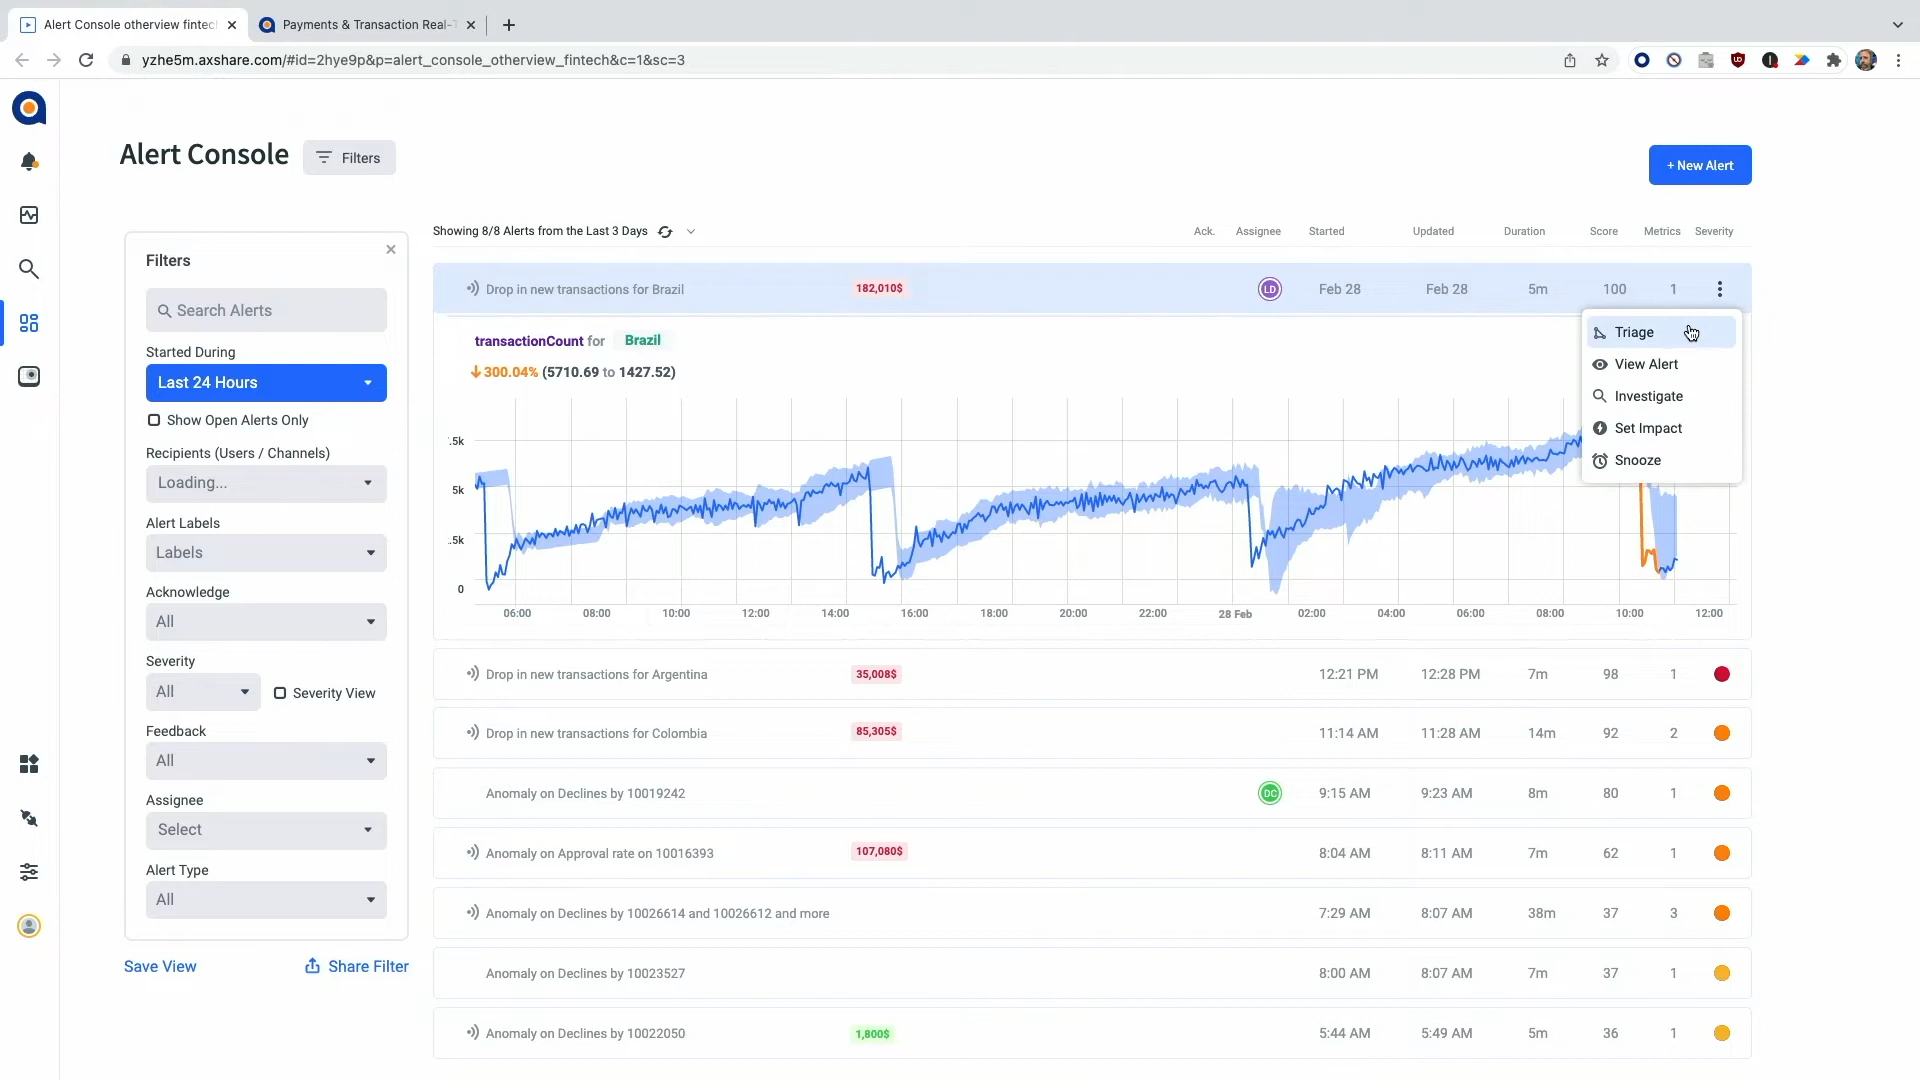 Alert Console otherview fintec
Payments & Transaction Real-T
yzhe5m.axshare.com/#id=2hye9p&p=alert_console_otherview_fintech&c=1&sc=3
Alert Console
Filters
+ New Alert
Filters
Search Alerts
Started During
Last 24 Hours
Show Open Alerts Only
Recipients (Users / Channels)
Loading...
Alert Labels
Labels
Acknowledge
All
Severity
All
Severity View
Feedback
All
Assignee
Select
Alert Type
All
Save View
Share Filter
Showing 8/8 Alerts from the Last 3 Days
Ack. Assignee Started Updated Duration Score Metrics Severity
Drop in new transactions for Brazil 182,010$ LD Feb 28 Feb 28 5m 100 1
transactionCount for Brazil
300.04% (5710.69 to 1427.52)
Triage
View Alert
Investigate
Set Impact
Snooze
.5k
5k
.5k
0
06:00 08:00 10:00 12:00 14:00 16:00 18:00 20:00 22:00 28 Feb 02:00 04:00 06:00 08:00 10:00 12:00
Drop in new transactions for Argentina 35,008$ 12:21 PM 12:28 PM 7m 98 1
Drop in new transactions for Colombia 85,305$ 11:14 AM 11:28 AM 14m 92 2
Anomaly on Declines by 10019242 DC 9:15 AM 9:23 AM 8m 80 1
Anomaly on Approval rate on 10016393 107,080$ 8:04 AM 8:11 AM 7m 62 1
Anomaly on Declines by 10026614 and 10026612 and more 7:29 AM 8:07 AM 38m 37 3
Anomaly on Declines by 10023527 8:00 AM 8:07 AM 7m 37 1
Anomaly on Declines by 10022050 1,800$ 5:44 AM 5:49 AM 5m 36 1